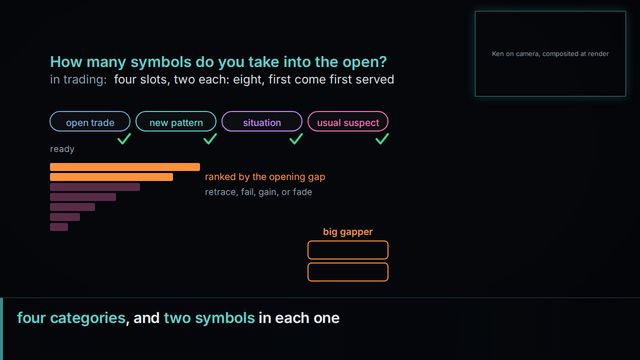 How many symbols do you take into the open?
in trading: four slots, two each: eight, first come first served
Ken on camera, composited at render
open trade
new pattern
situation
usual suspect
ready
ranked by the opening gap
retrace, fail, gain, or fade
big gapper
four categories, and two symbols in each one